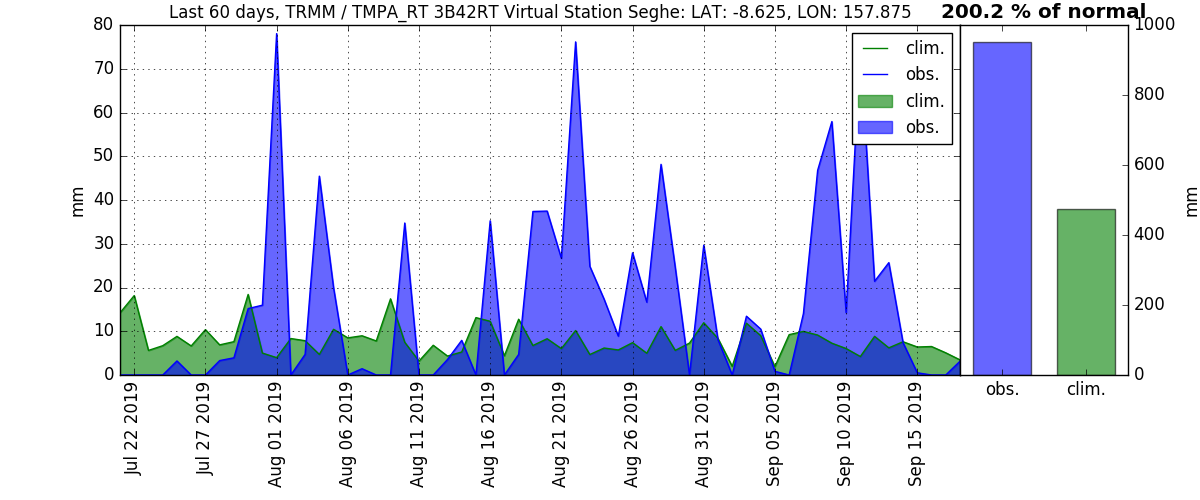 Last 60 days, TRMM / TMPA_RT 3B42RT Virtual Station Seghe: LAT: -8.625, LON: 157.875
200.2 % of normal
80
70
60
50
40
30
20
10
0
mm
clim.
obs.
clim.
obs.
Jul 22 2019
Jul 27 2019
Aug 01 2019
Aug 06 2019
Aug 11 2019
Aug 16 2019
Aug 21 2019
Aug 26 2019
Aug 31 2019
Sep 05 2019
Sep 10 2019
Sep 15 2019
1000
800
600
400
200
0
mm
obs.
clim.